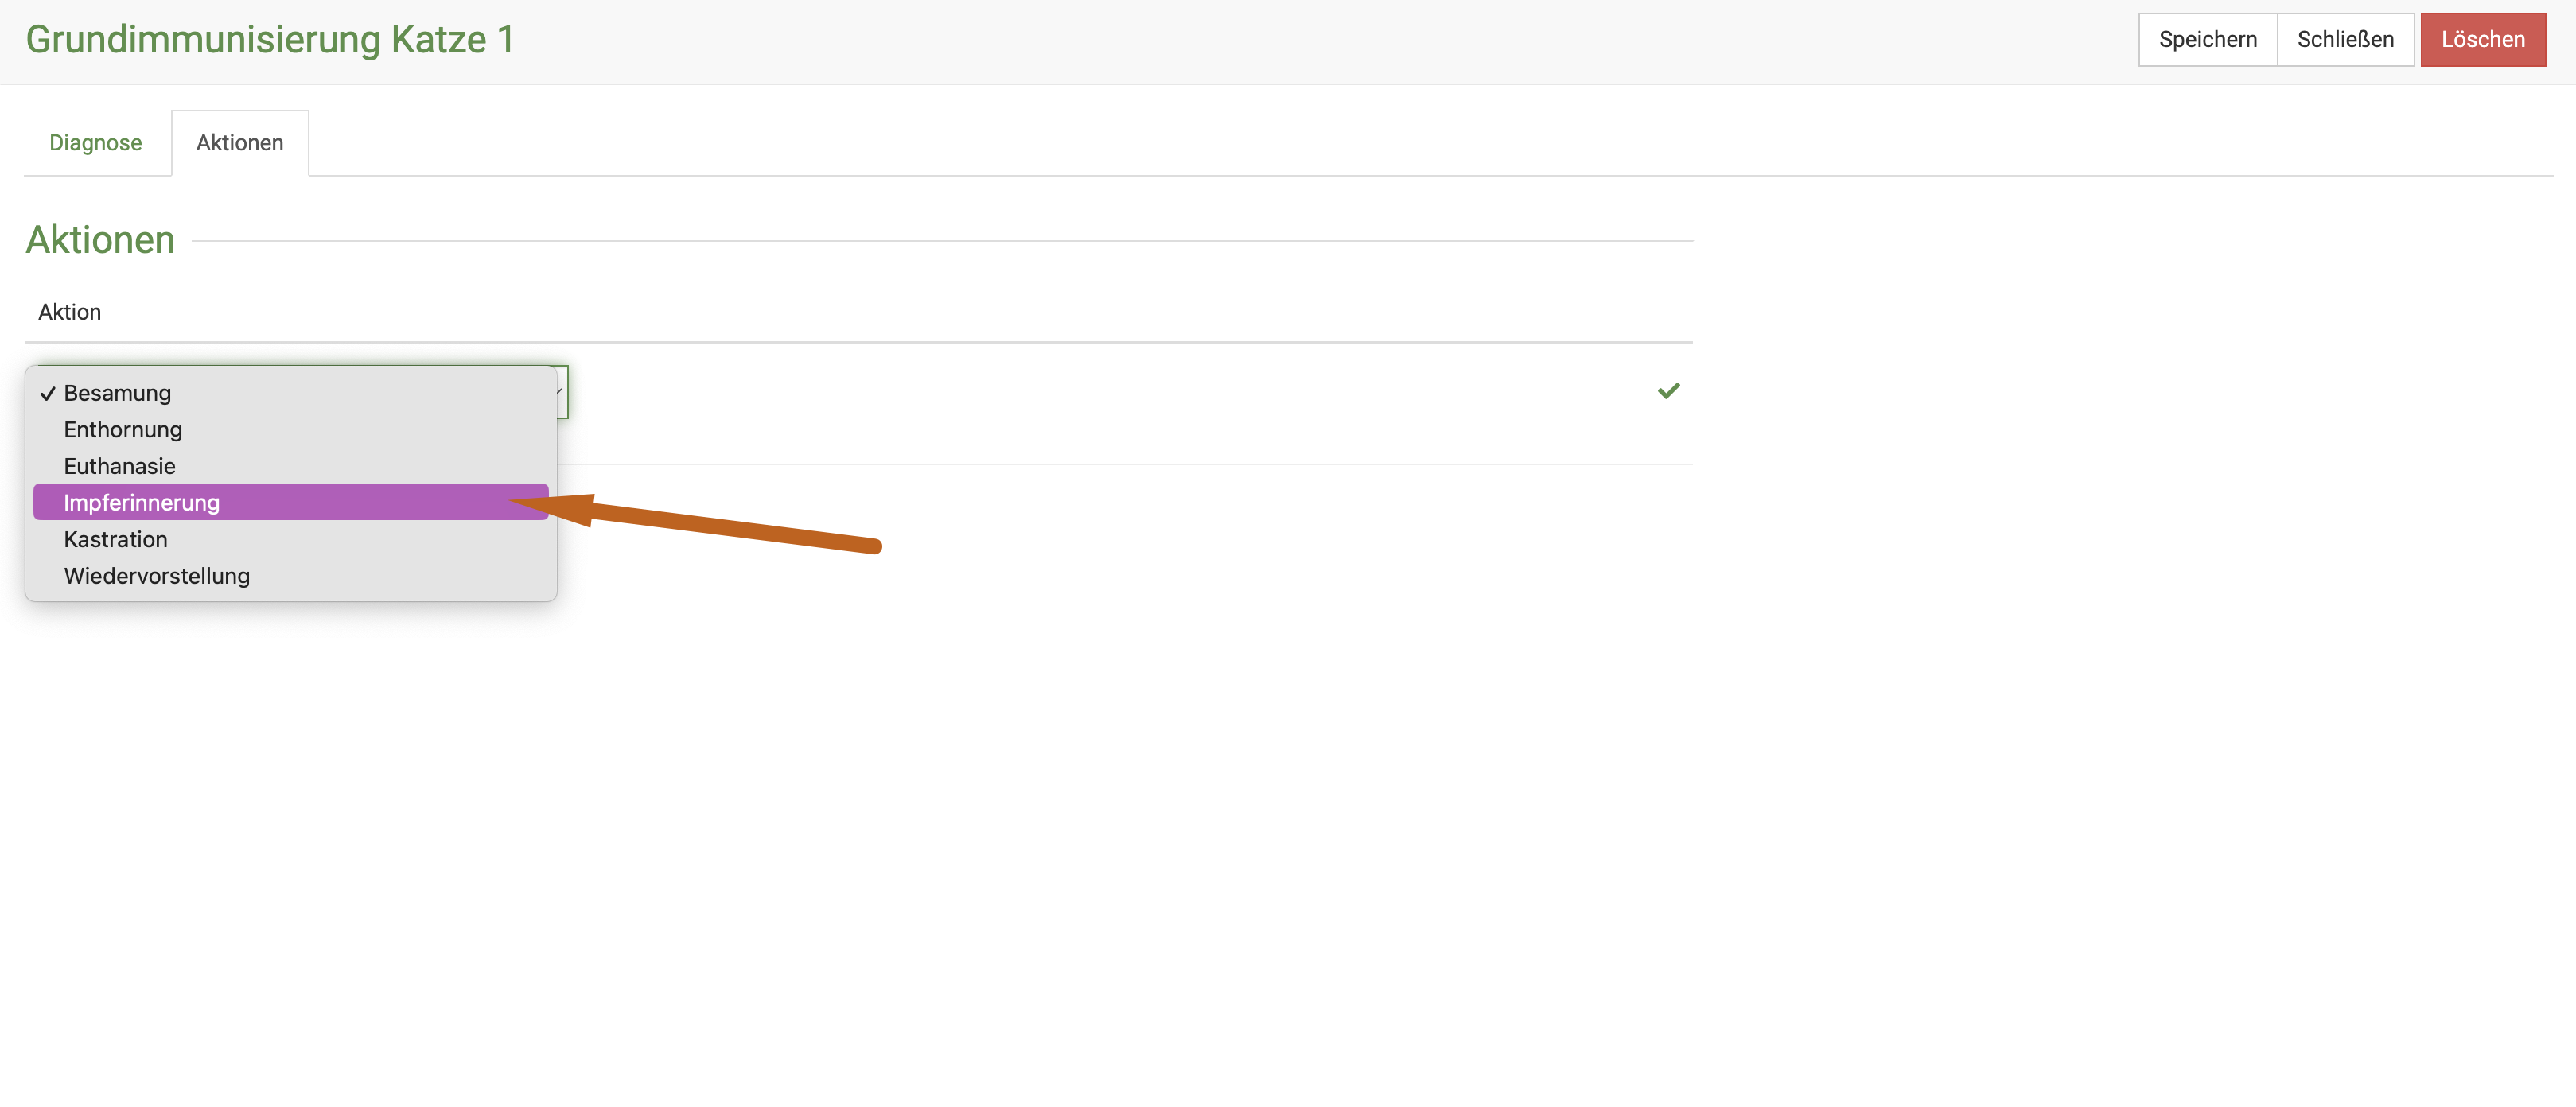 Grundimmunisierung Katze 1
Speichern Schließen Löschen
Diagnose Aktionen
Aktionen
Aktion
Besamung
Enthornung
Euthanasie
Impferinnerung
Kastration
Wiedervorstellung